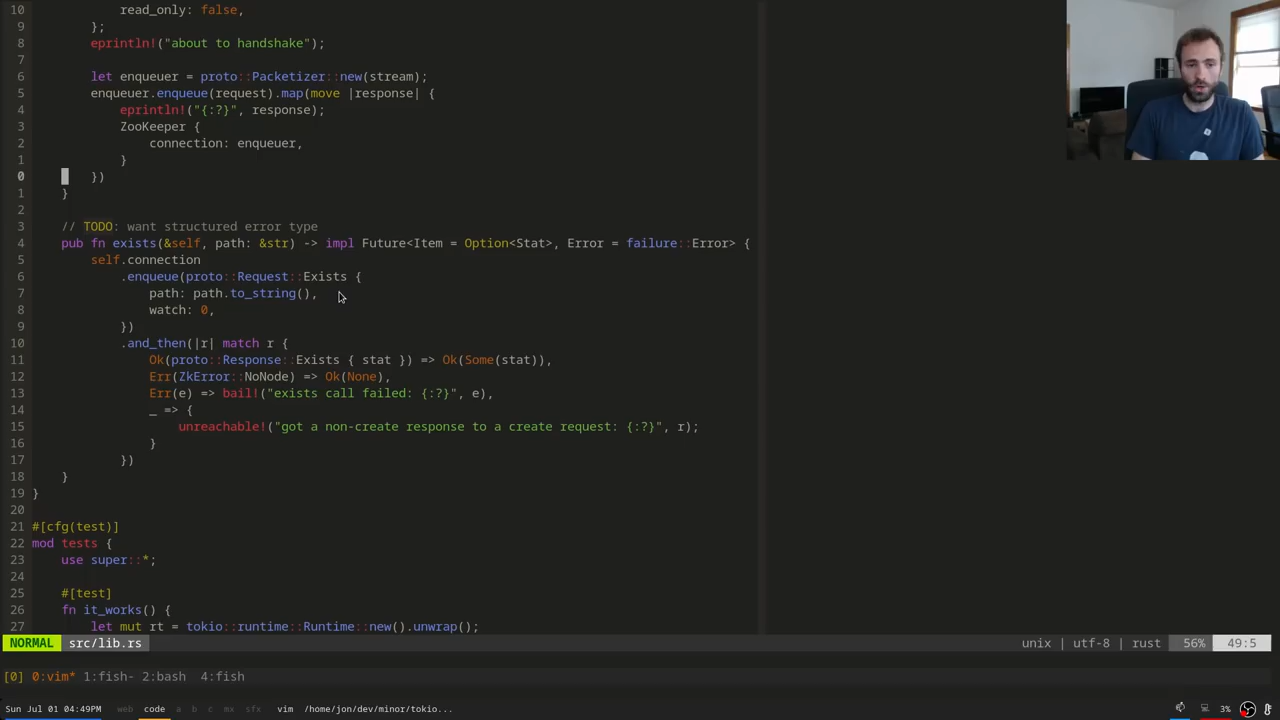 10             read_only: false,
9         };
8         eprintln!("about to handshake");
7
6         let enqueuer = proto::Packetizer::new(stream);
5         enqueuer.enqueue(request).map(move |response| {
4             eprintln!("{:?}", response);
3             ZooKeeper {
2                 connection: enqueuer,
1             }
0         })
1     }
2
3     // TODO: want structured error type
4     pub fn exists(&self, path: &str) -> impl Future<Item = Option<Stat>, Error = failure::Error> {
5         self.connection
6             .enqueue(proto::Request::Exists {
7                 path: path.to_string(),
8                 watch: 0,
9             })
10             .and_then(|r| match r {
11                 Ok(proto::Response::Exists { stat }) => Ok(Some(stat)),
12                 Err(ZkError::NoNode) => Ok(None),
13                 Err(e) => bail!("exists call failed: {:?}", e),
14                 _ => {
15                     unreachable!("got a non-create response to a create request: {:?}", r);
16                 }
17             })
18     }
19 }
20
21 #[cfg(test)]
22 mod tests {
23     use super::*;
24
25     #[test]
26     fn it_works() {
27         let mut rt = tokio::runtime::Runtime::new().unwrap();
NORMAL src/lib.rs unix | utf-8 | rust 56% 49:5
[0] 0:vim* 1:fish- 2:bash 4:fish
Sun Jul 01 04:49PM web code a b c mx sfx vim /home/jon/dev/minor/tokio... 3%